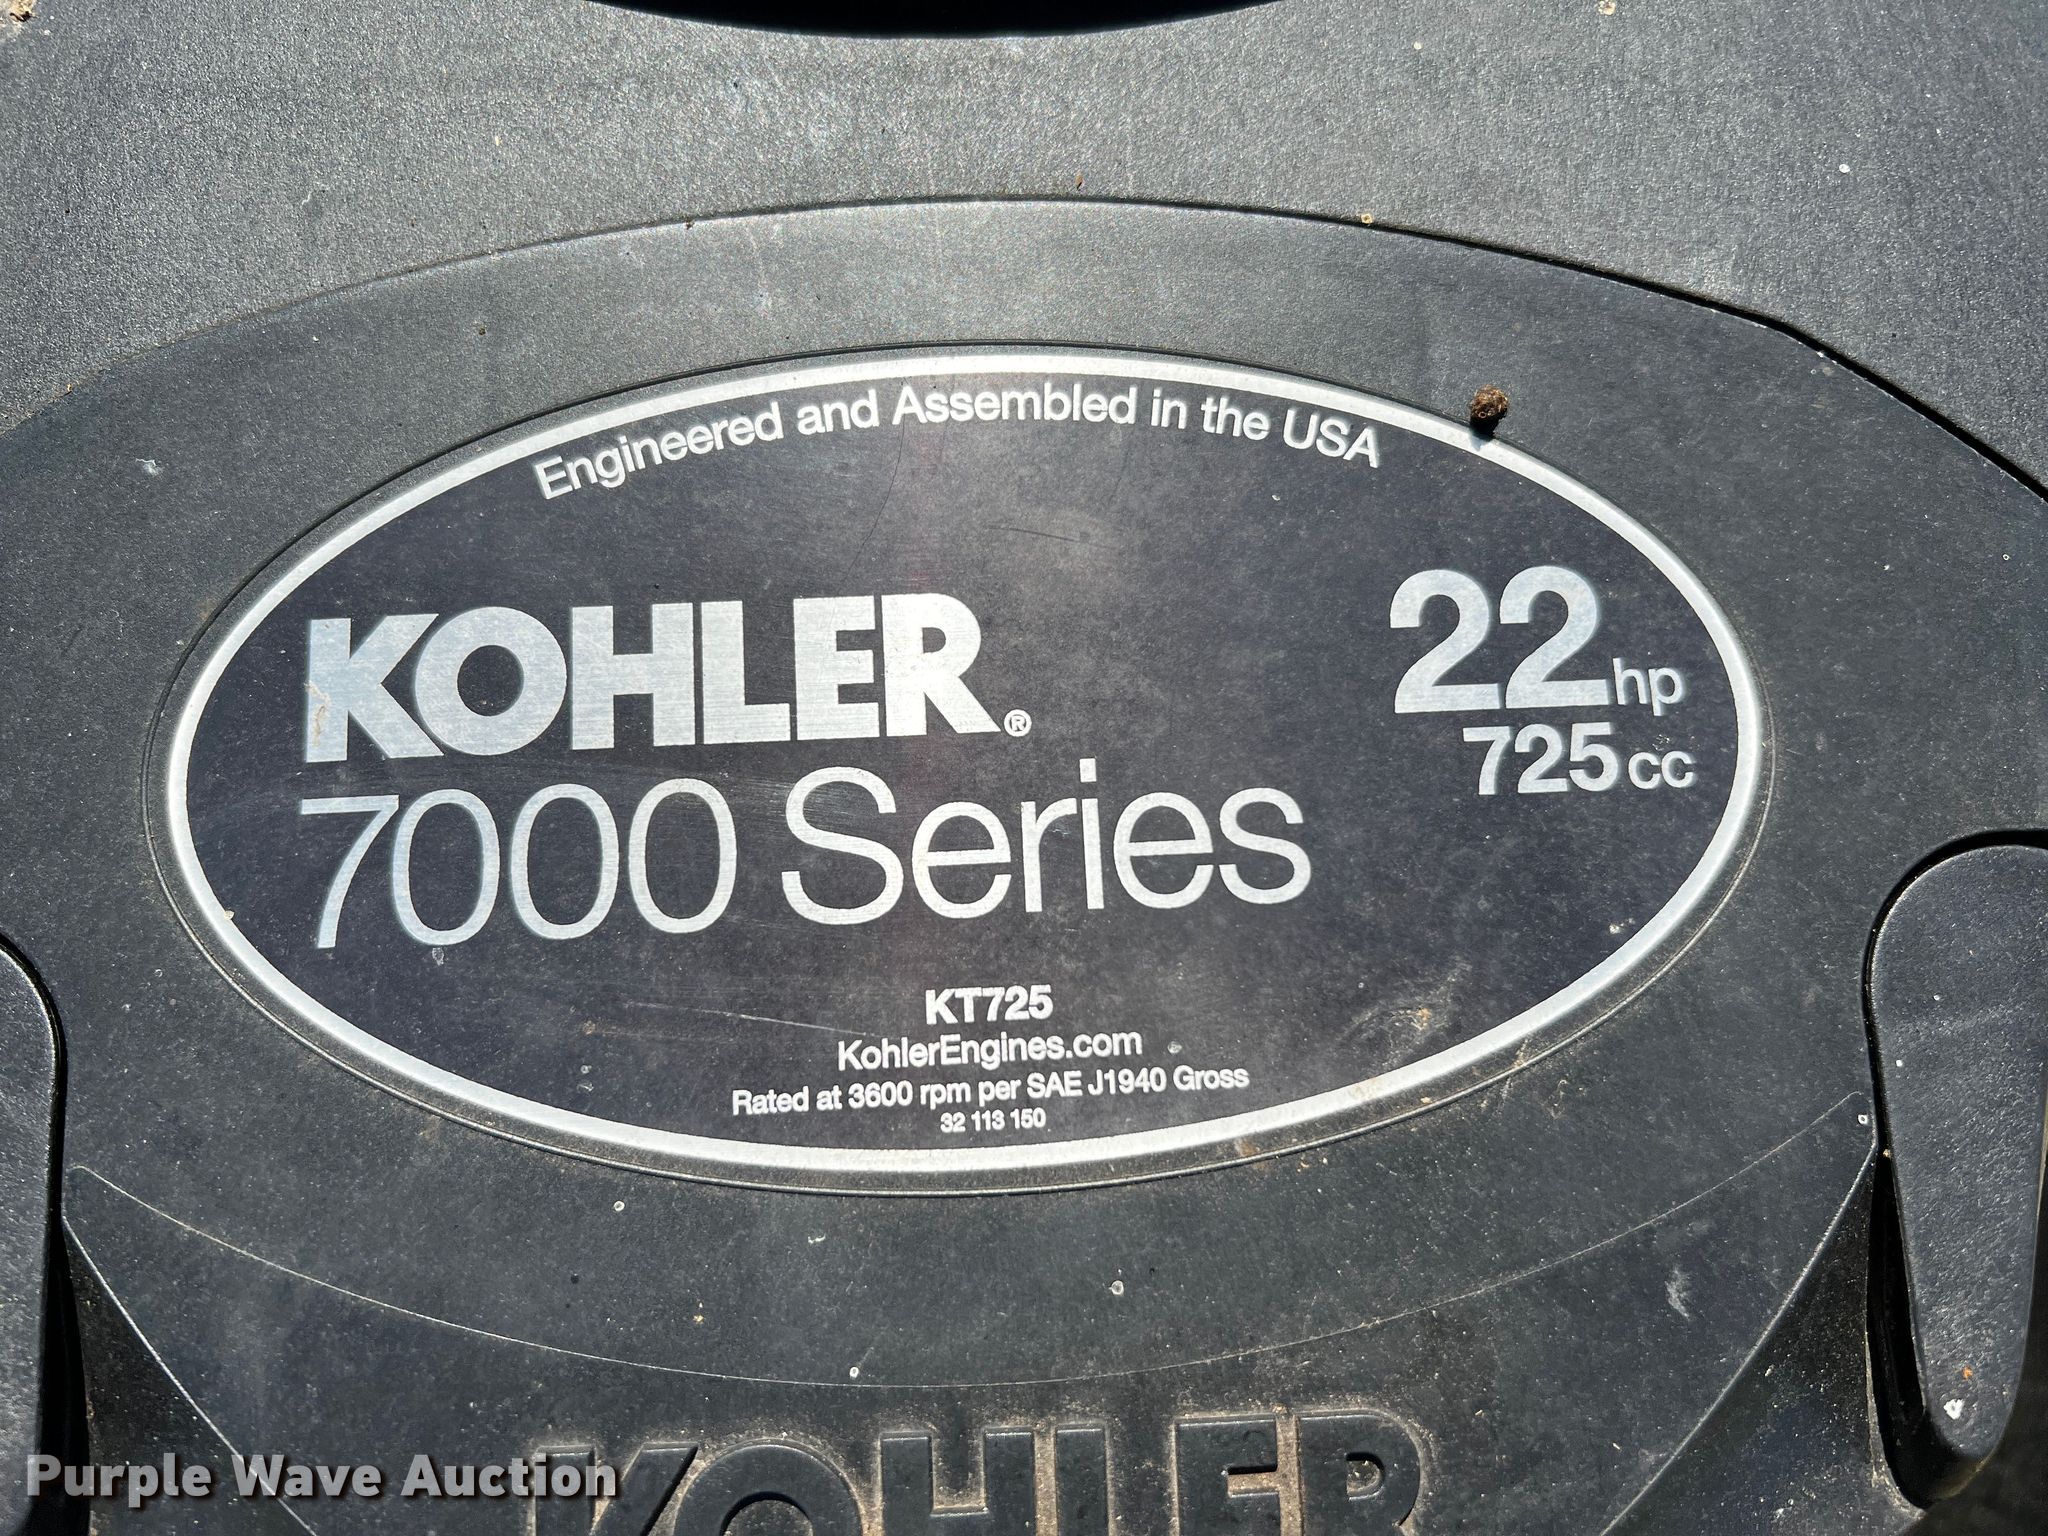 Engineered and Assembled in the USA
KOHLER®
22hp
725cc
7000 Series
KT725
KohlerEngines.com
Rated at 3600 rpm per SAE J1940 Gross
32 113 150
KOHLER
Purple Wave Auction